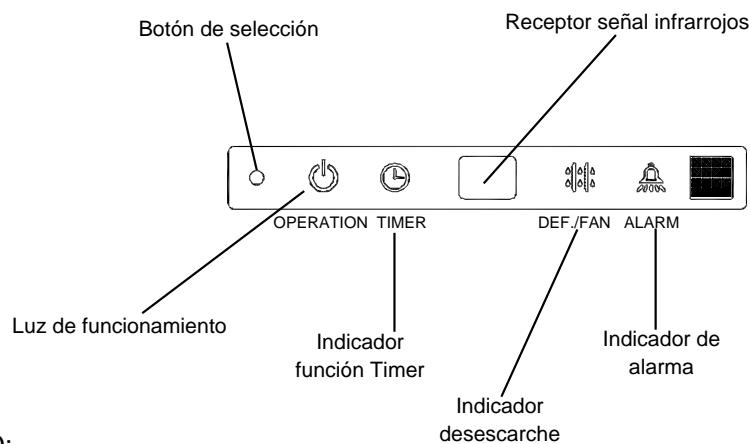 Botón de selección
Receptor señal infrarrojos
OPERATION TIMER
DEF./FAN ALARM
Luz de funcionamiento
Indicador
función Timer
Indicador de
alarma
Indicador
desescarche